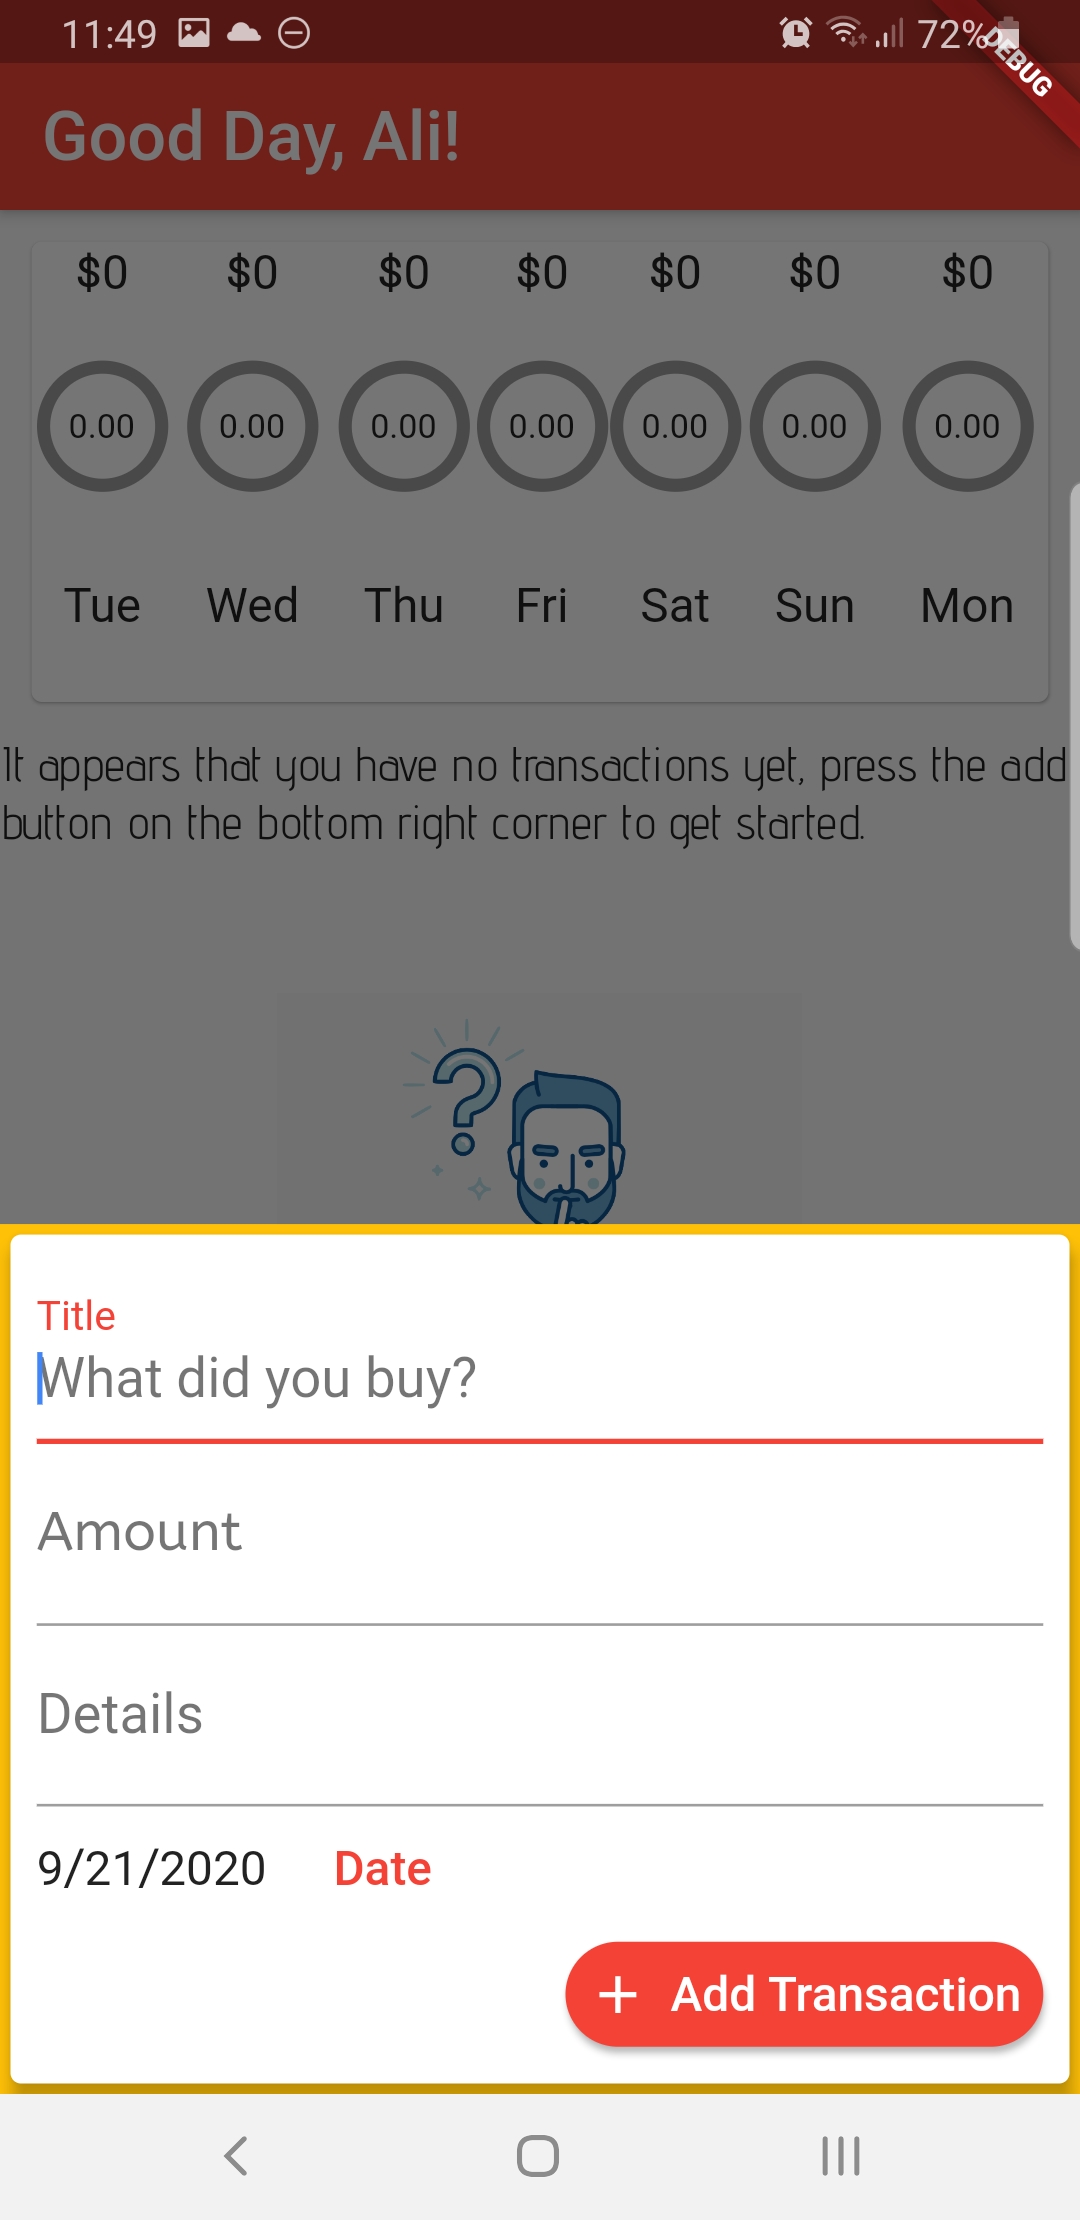 11:49 72%
DEBUG
Good Day, Ali!
$0 $0 $0 $0 $0 $0 $0
0.00 0.00 0.00 0.00 0.00 0.00 0.00
Tue Wed Thu Fri Sat Sun Mon
It appears that you have no transactions yet, press the add
button on the bottom right corner to get started.
Title
What did you buy?
Amount
Details
9/21/2020 Date
+ Add Transaction